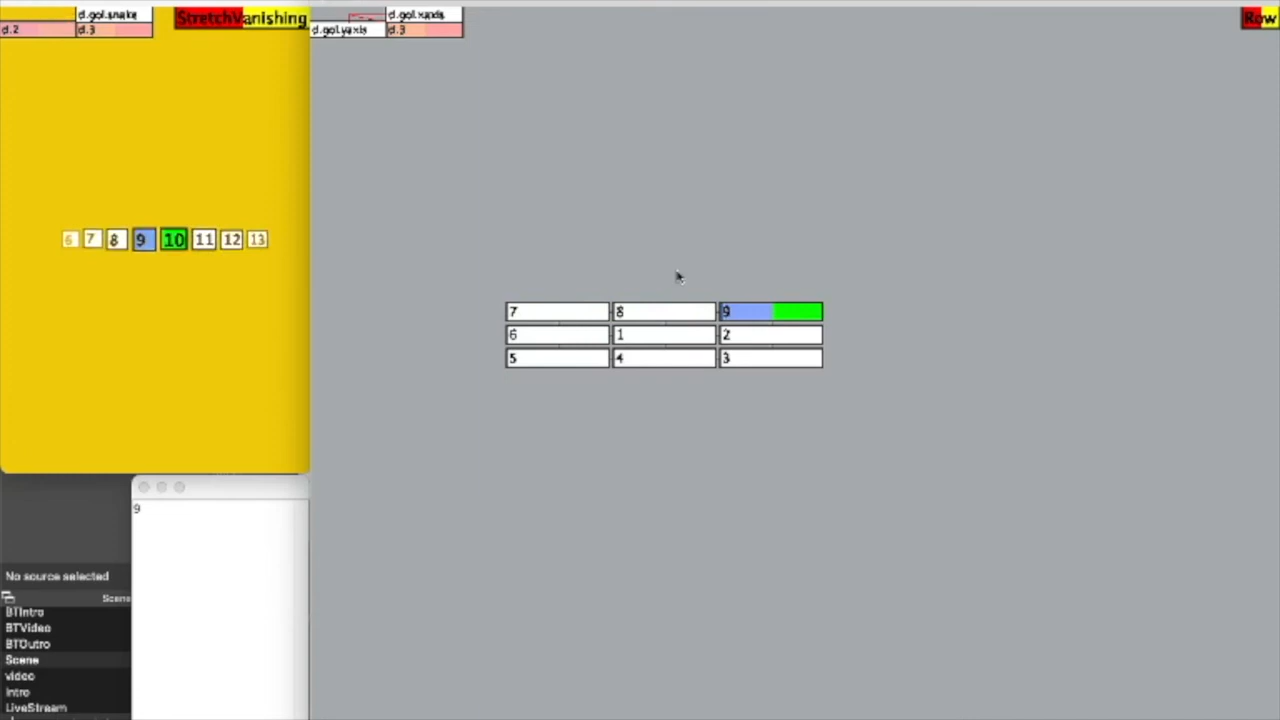 d.gol.snake
d.2 d.3
StretchVanishing
d.gol.xaxis
d.gol.yaxis d.3
Row
6 7 8 9 10 11 12 13
7 8 9
6 1 2
5 4 3
9
No source selected
Scene
BTIntro
BTVideo
BTOutro
Scene
video
Intro
LiveStream